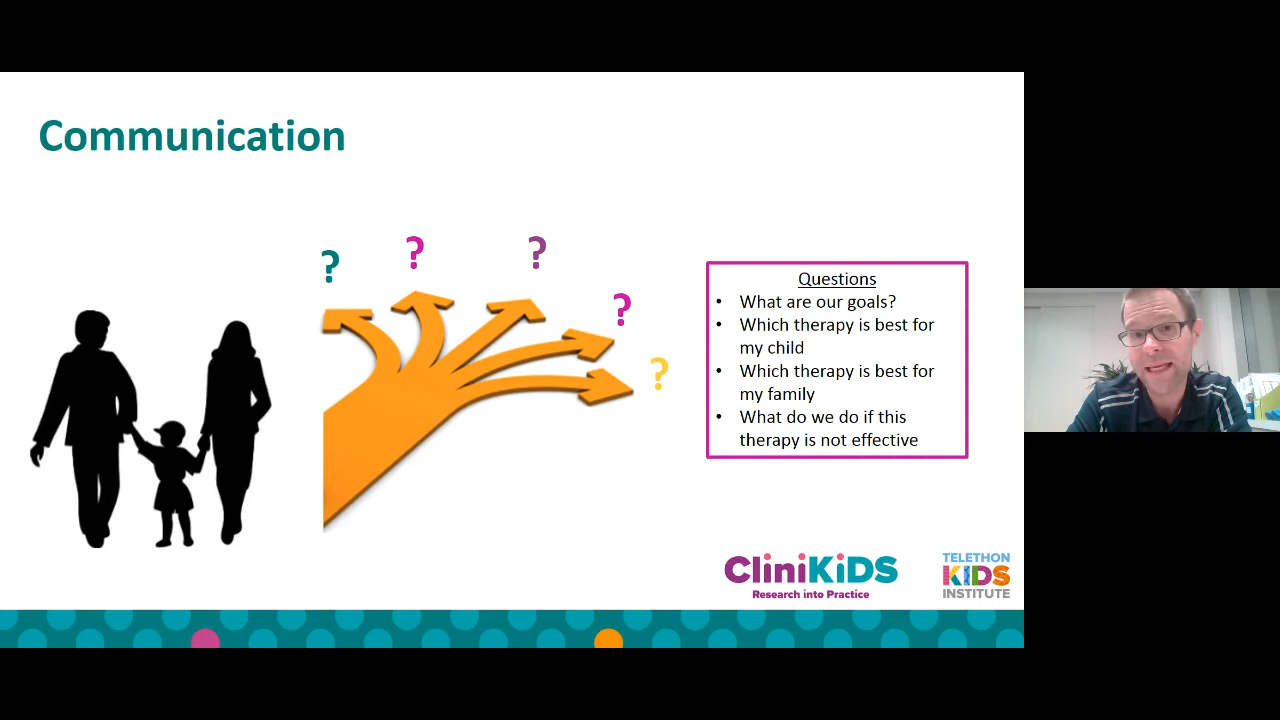 Communication
? ? ? ? ?
Questions
• What are our goals?
• Which therapy is best for
my child
• Which therapy is best for
my family
• What do we do if this
therapy is not effective
CliniKiDS
Research into Practice
TELETHON
KIDS
INSTITUTE